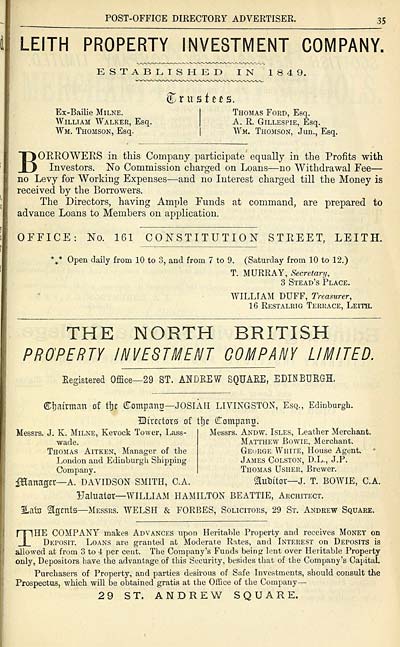 POST-OFFICE DIRECTORY ADVERTISER. 35
LEITH PROPERTY INVESTMENT COMPANY.
ESTABLISHED IN 1849.
Trustees.
Ex-Bailie MILNE.
WILLIAM WALKER, Esq.
WM. THOMSON, Esq.
THOMAS FORD, Esq.
A. R. GILLESPIE, Esq.
WM. THOMSON, Jun., Esq.
BORROWERS in this Company participate equally in the Profits with
Investors. No Commission charged on Loans—no Withdrawal Fee—
no Levy for Working Expenses—and no Interest charged till the Money is
received by the Borrowers.
The Directors, having Ample Funds at command, are prepared to
advance Loans to Members on application.
OFFICE: No. 161 CONSTITUTION STREET, LEITH.
*** Open daily from 10 to 3, and from 7 to 9. (Saturday from 10 to 12.)
T. MURRAY, Secretary,
3 STEAD'S PLACE.
WILLIAM DUFF, Treasurer,
16 RESTALRIG TERRACE, LEITH.
THE NORTH BRITISH
PROPERTY INVESTMENT COMPANY LIMITED.
Registered Office—29 ST. ANDREW SQUARE, EDINBURGH.
Chairman of the Company—JOSIAH LIVINGSTON, Esq., Edinburgh.
Directors of the Company.
Messrs. J. K. MILNE, Kevock Tower, Lass-
wade.
THOMAS AITKEN, Manager of the
London and Edinburgh Shipping
Company.
Messrs. ANDW. ISLES, Leather Merchant.
MATTHEW BOWIE, Merchant.
GEORGE WHITE, House Agent.
JAMES COLSTON, D.L., J.P.
THOMAS USHER, Brewer.
Manager—A. DAVIDSON SMITH, C.A. Auditor—J. T. BOWIE, C.A.
Valuator—WILLIAM HAMILTON BEATTIE, ARCHITECT.
Law Agents—MESSRS. WELSH & FORBES, SOLICITORS, 29 ST. ANDREW SQUARE.
THE COMPANY makes ADVANCES upon Heritable Property and receives MONEY on
DEPOSIT. LOANS are granted at Moderate Rates, and INTEREST on DEPOSITS is
allowed at from 3 to 4 per cent. The Company's Funds being lent over Heritable Property
only, Depositors have the advantage of this Security, besides that of the Company's Capital.
Purchasers of Property, and parties desirous of Safe Investments, should consult the
Prospectus, which will be obtained gratis at the Office of the Company—
29 ST. ANDREW SQUARE.